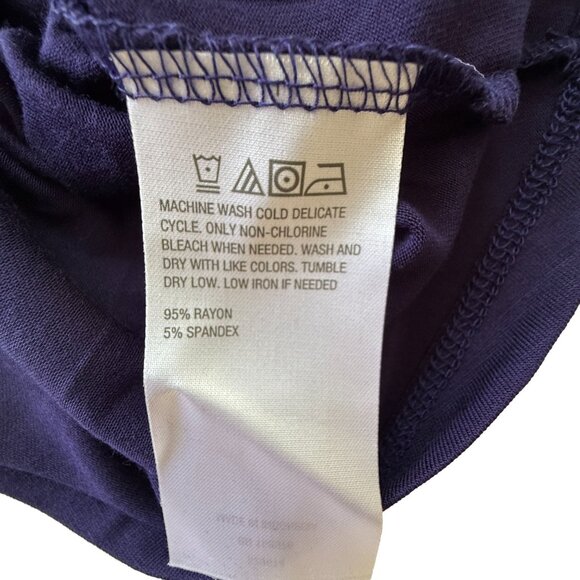 MACHINE WASH COLD DELICATE
CYCLE. ONLY NON-CHLORINE
BLEACH WHEN NEEDED. WASH AND
DRY WITH LIKE COLORS. TUMBLE
DRY LOW. LOW IRON IF NEEDED
95% RAYON
5% SPANDEX